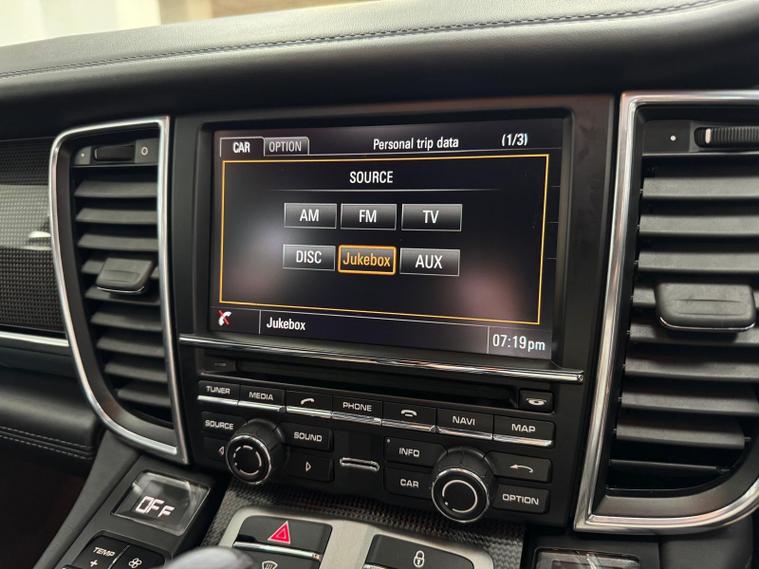 CAR OPTION Personal trip data (1/3)
SOURCE
AM FM TV
DISC Jukebox AUX
Jukebox 07:19pm
TUNER MEDIA PHONE NAVI MAP
SOURCE SOUND INFO
CAR OPTION
OFF
TEMP
+